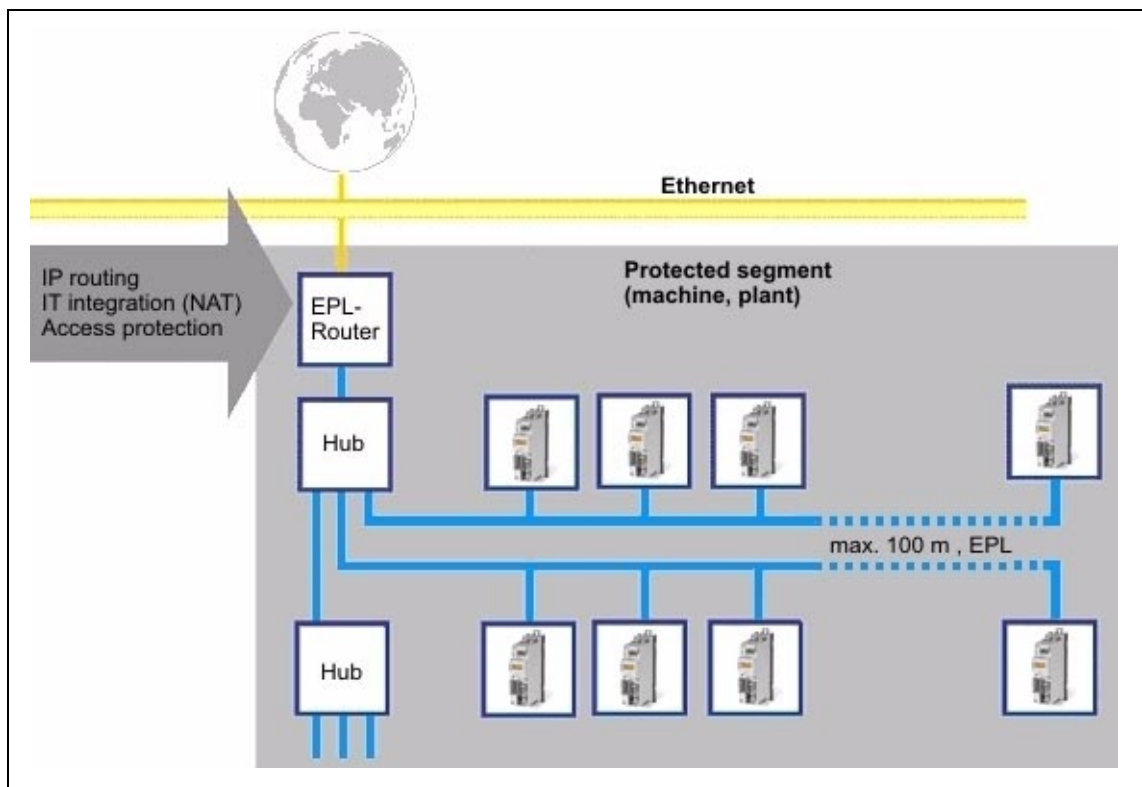 Ethernet
IP routing
IT integration (NAT)
Access protection
Protected segment
(machine, plant)
EPL-
Router
Hub
max. 100 m , EPL
Hub